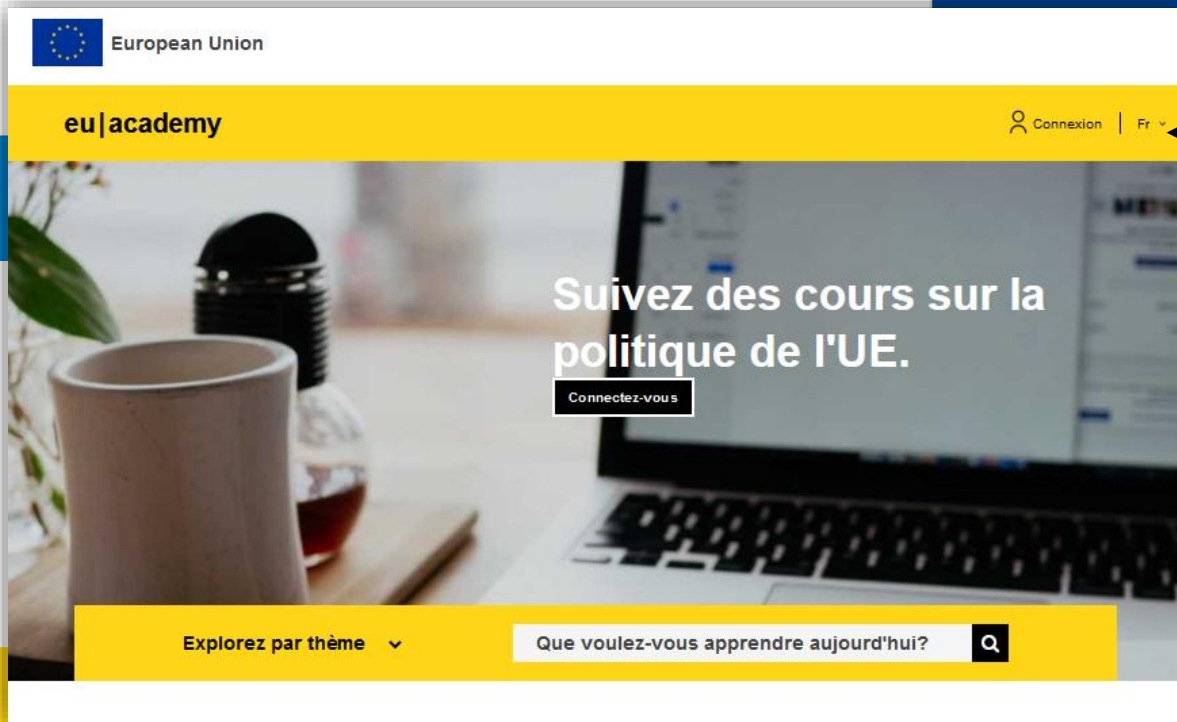 European Union
eu|academy
Connexion | Fr
Suivez des cours sur la
politique de l'UE.
Connectez-vous
Explorez par thème
Que voulez-vous apprendre aujourd'hui?